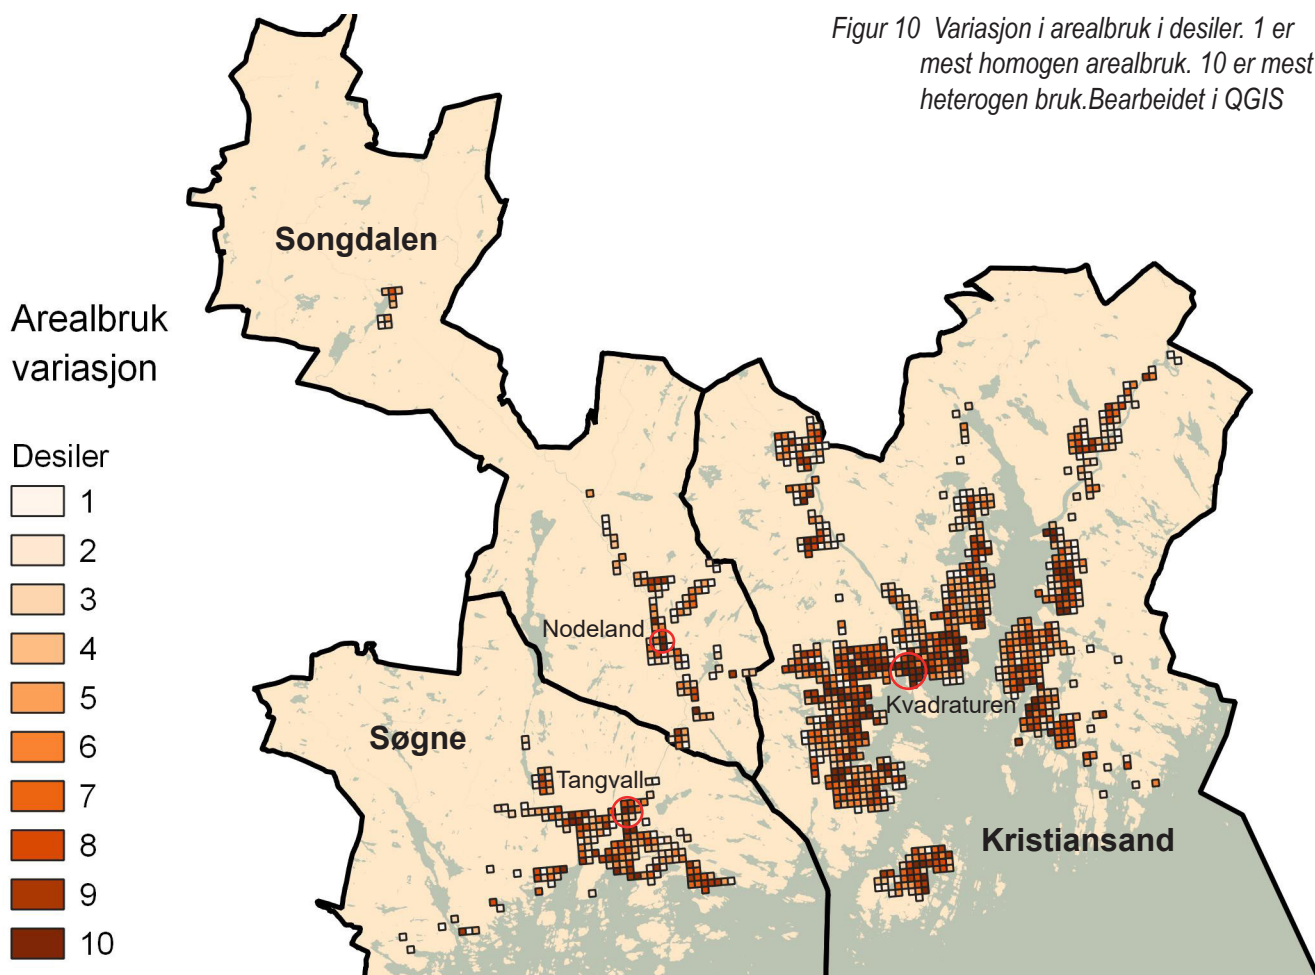 Figur 10 Variasjon i arealbruk i desiler. 1 er
mest homogen arealbruk. 10 er mest
heterogen bruk.Bearbeidet i QGIS
Songdalen
Arealbruk
variasjon
Desiler
1
2
3
4
5
6
7
8
9
10
Nodeland
Kvadraturen
Søgne
Tangvall
Kristiansand